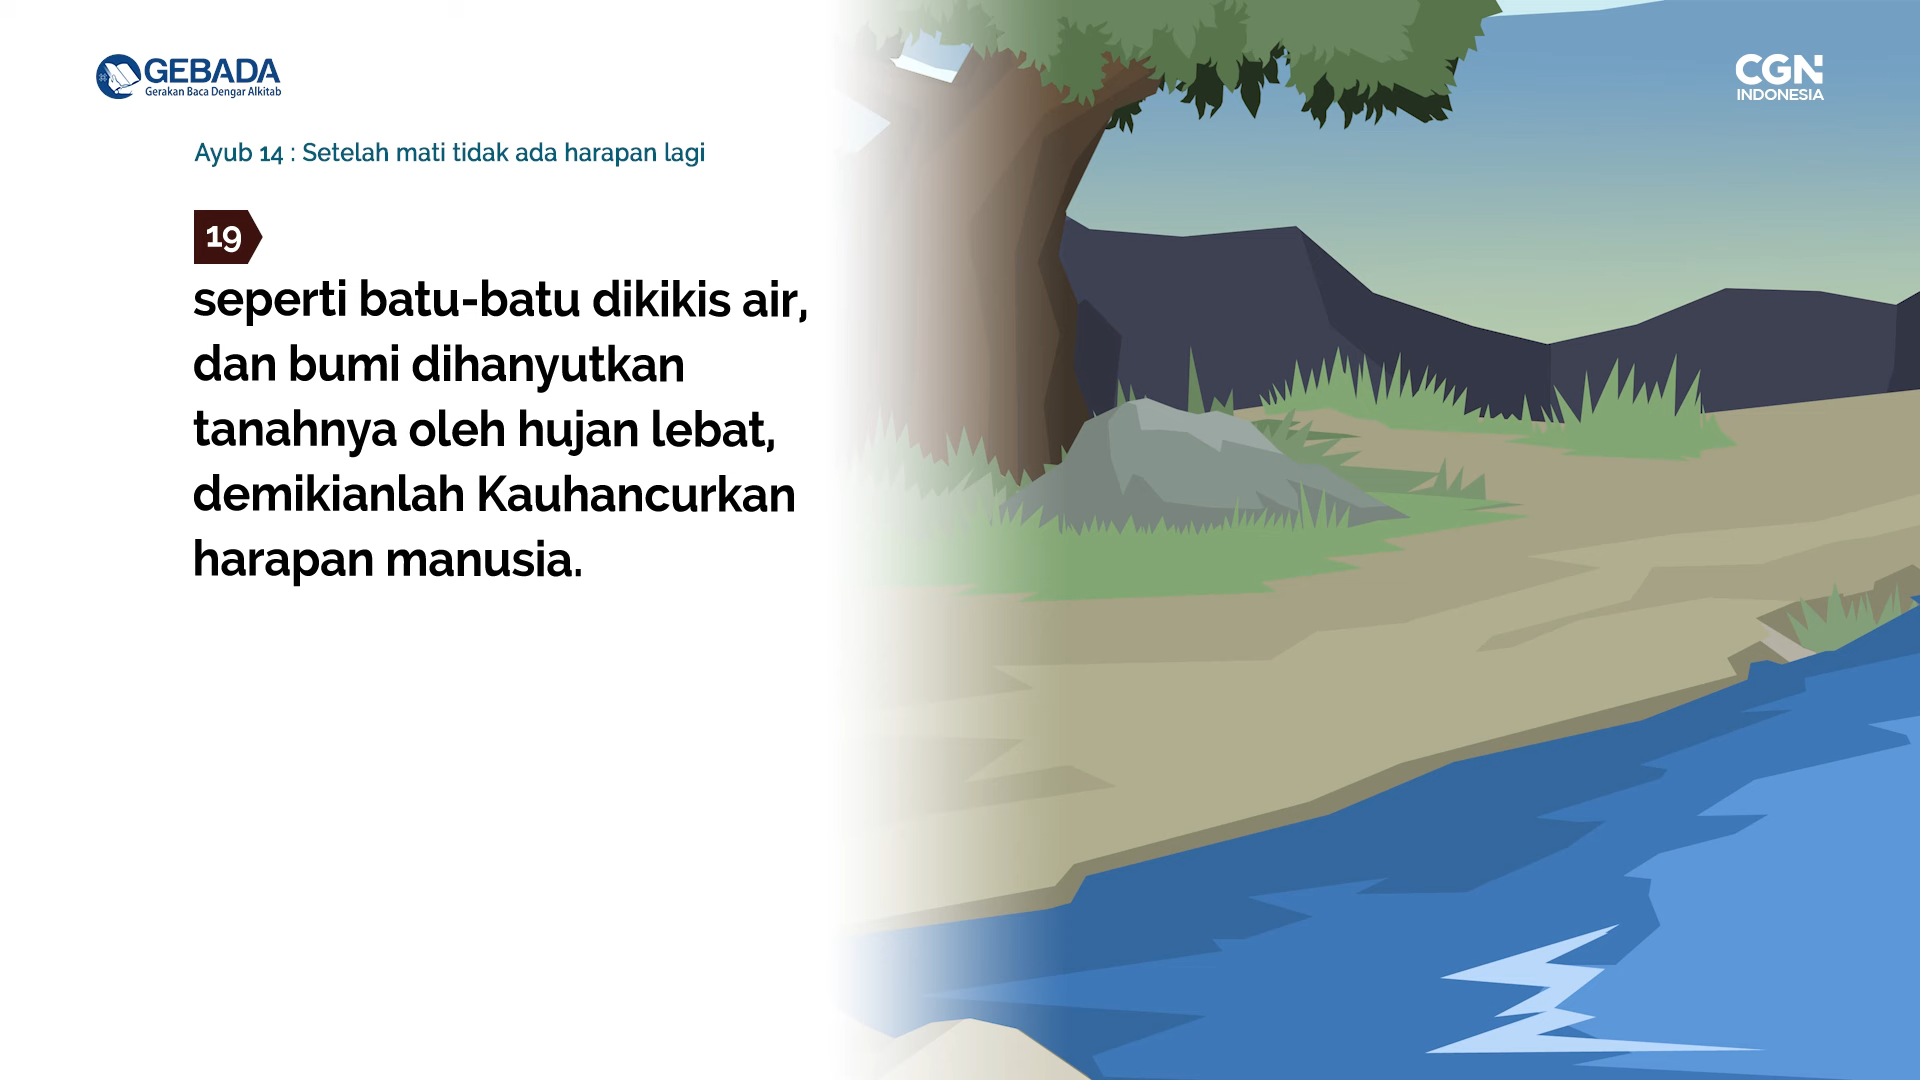 GEBADA
Gerakan Baca Dengar Alkitab
CGN
INDONESIA
Ayub 14 : Setelah mati tidak ada harapan lagi
19
seperti batu-batu dikikis air,
dan bumi dihanyutkan
tanahnya oleh hujan lebat,
demikianlah Kauhancurkan
harapan manusia.